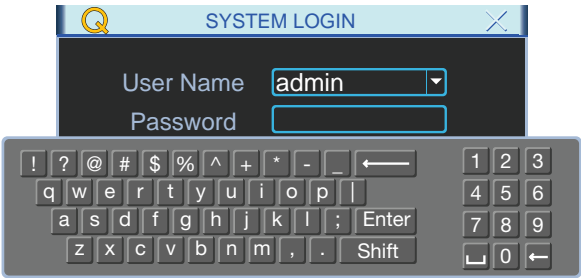 Q SYSTEM LOGIN
User Name admin
Password
! ? @ # $ % ^ + * - _ 1 2 3
q w e r t y u i o p | 4 5 6
a s d f g h j k l ; Enter 7 8 9
z x c v b n m , . Shift 0